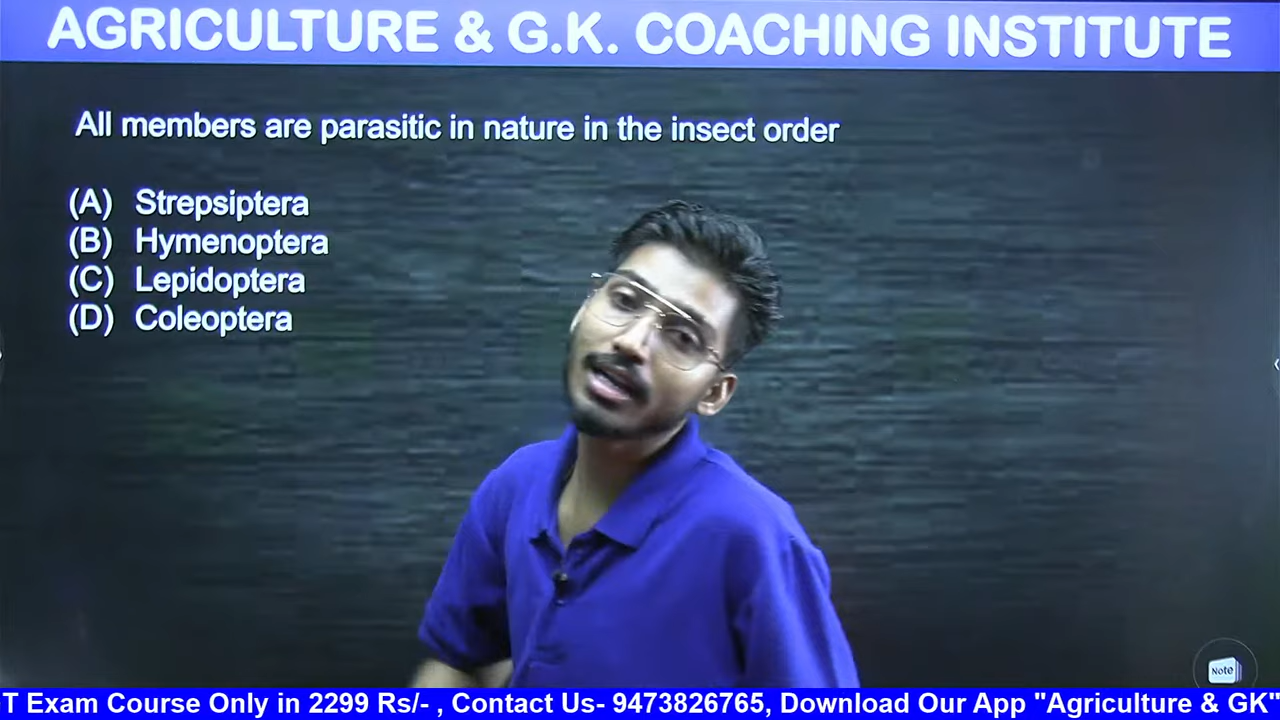 AGRICULTURE & G.K. COACHING INSTITUTE
All members are parasitic in nature in the insect order
(A) Strepsiptera
(B) Hymenoptera
(C) Lepidoptera
(D) Coleoptera
Note
T Exam Course Only in 2299 Rs/- , Contact Us- 9473826765, Download Our App "Agriculture & GK"